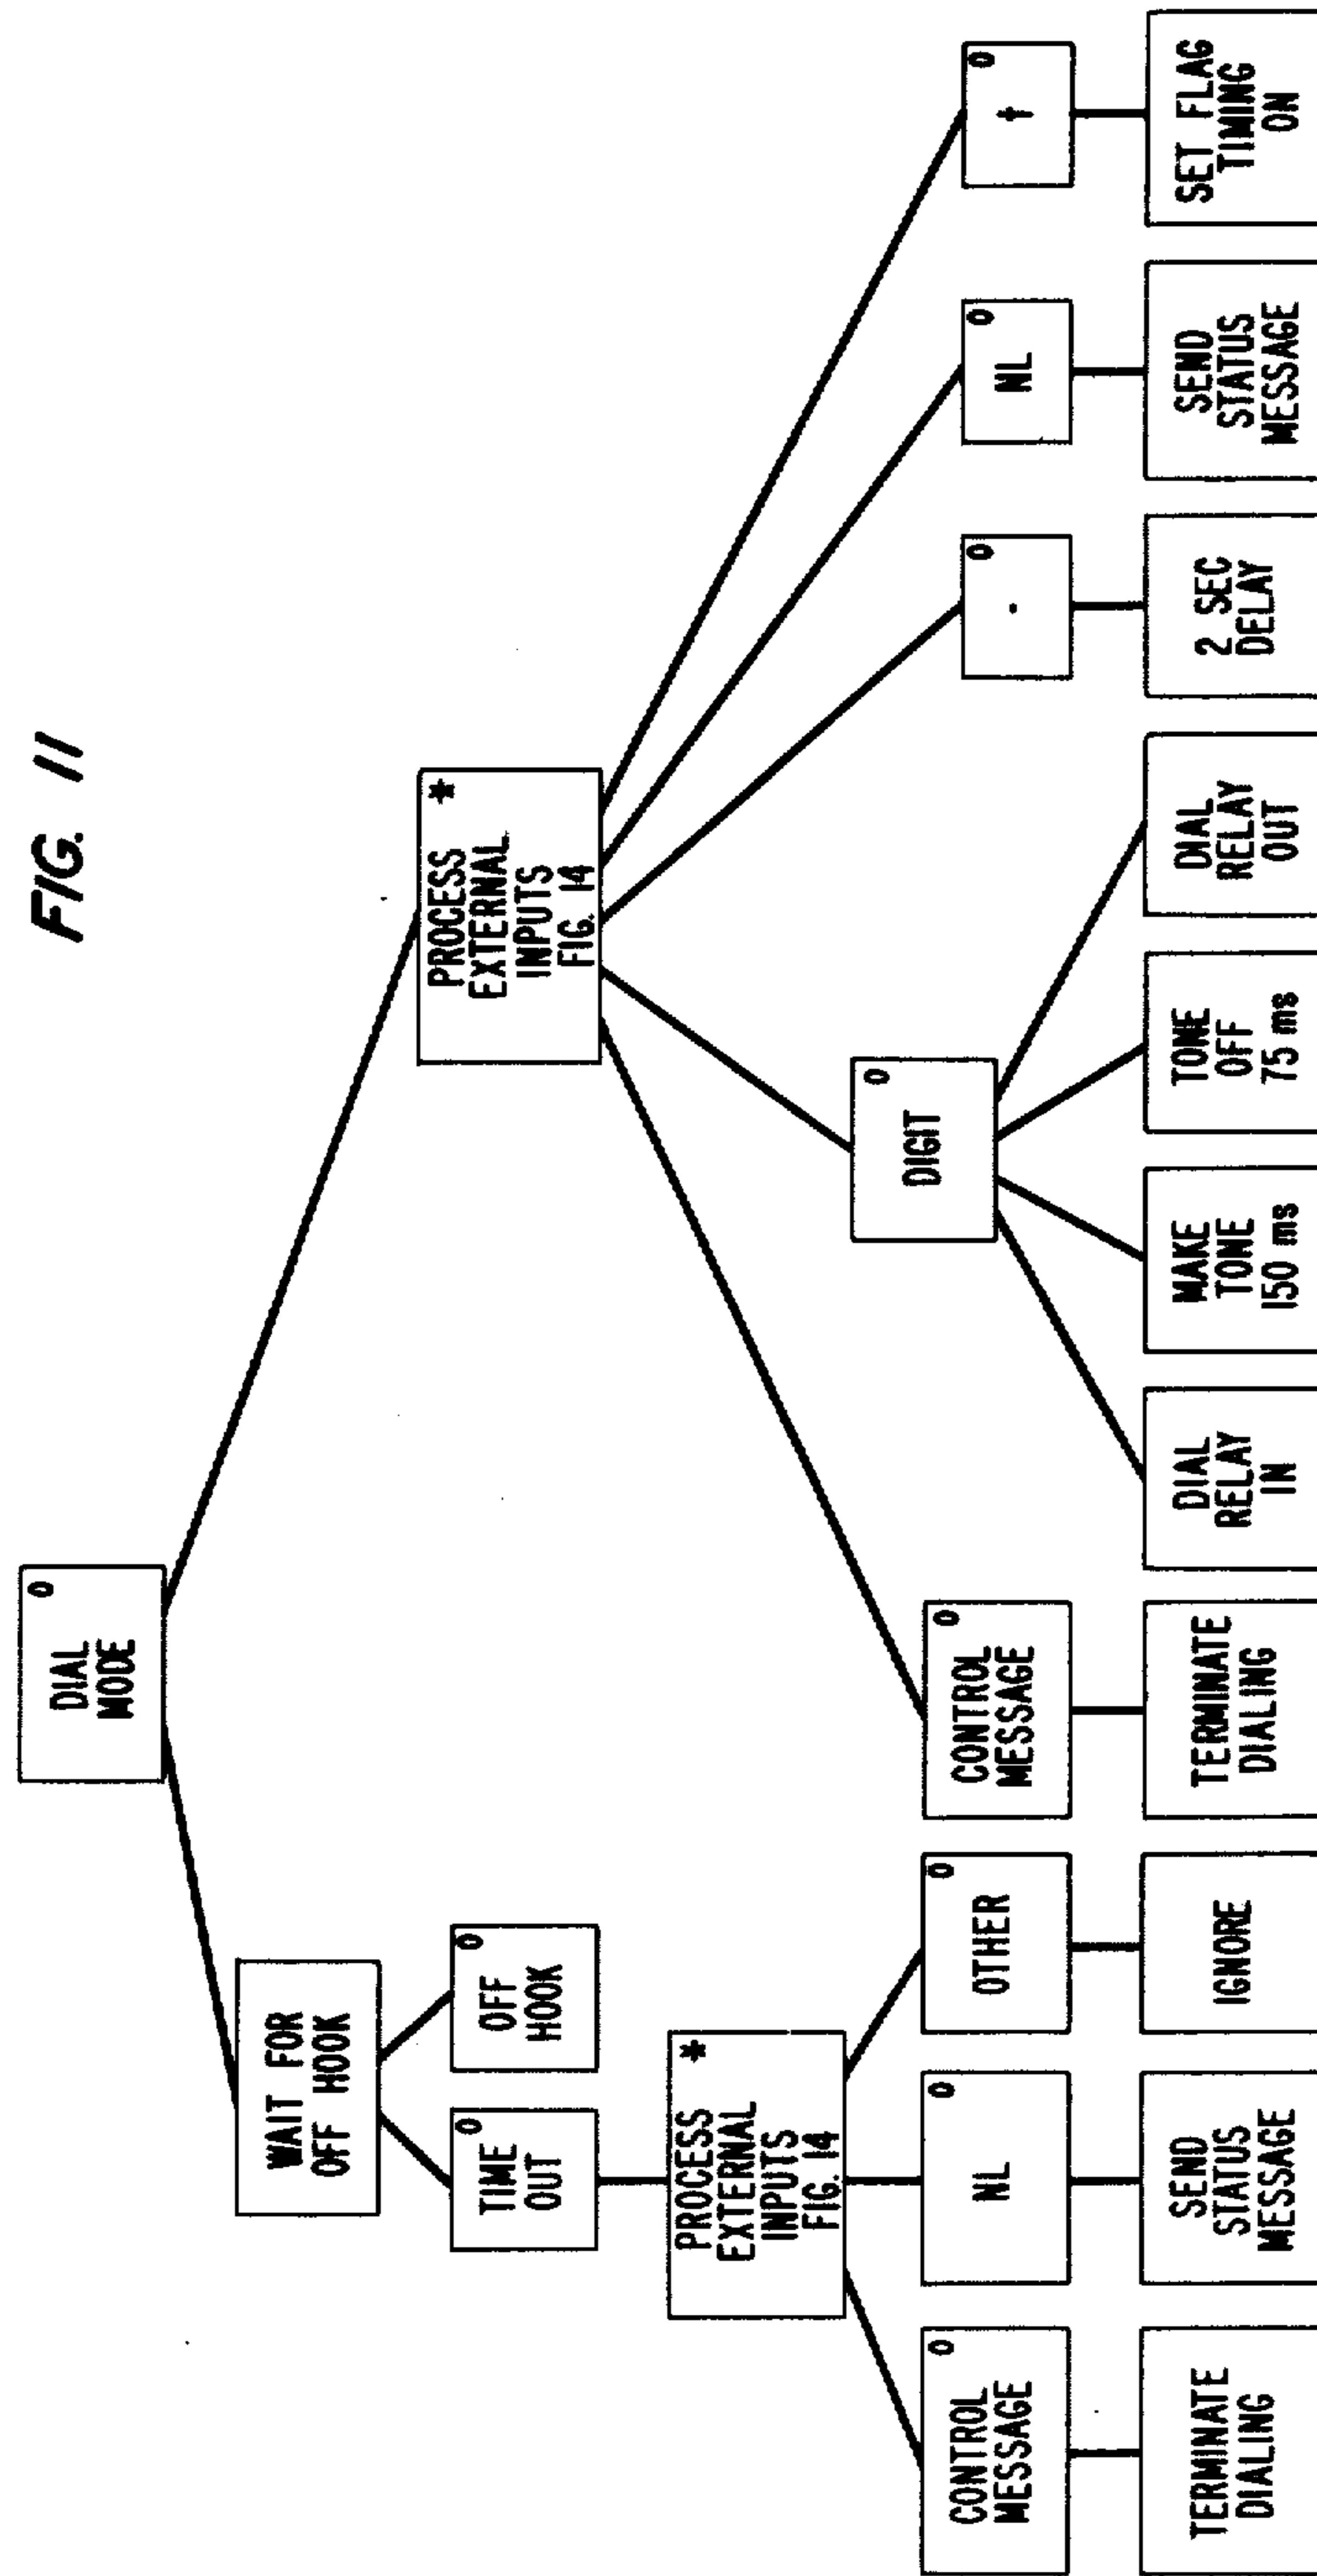 FIG. 11
DIAL
MODE
O
WAIT FOR
OFF HOOK
PROCESS
EXTERNAL
INPUTS
FIG. 14
*
TIME
OUT
O
OFF
HOOK
O
PROCESS
EXTERNAL
INPUTS
FIG. 14
*
DIGIT
O
CONTROL
MESSAGE
O
NL
O
OTHER
O
CONTROL
MESSAGE
O
-
O
NL
O
†
O
TERMINATE
DIALING
SEND
STATUS
MESSAGE
IGNORE
TERMINATE
DIALING
DIAL
RELAY
IN
MAKE
TONE
150 ms
TONE
OFF
75 ms
DIAL
RELAY
OUT
2 SEC
DELAY
SEND
STATUS
MESSAGE
SET FLAG
TIMING
ON